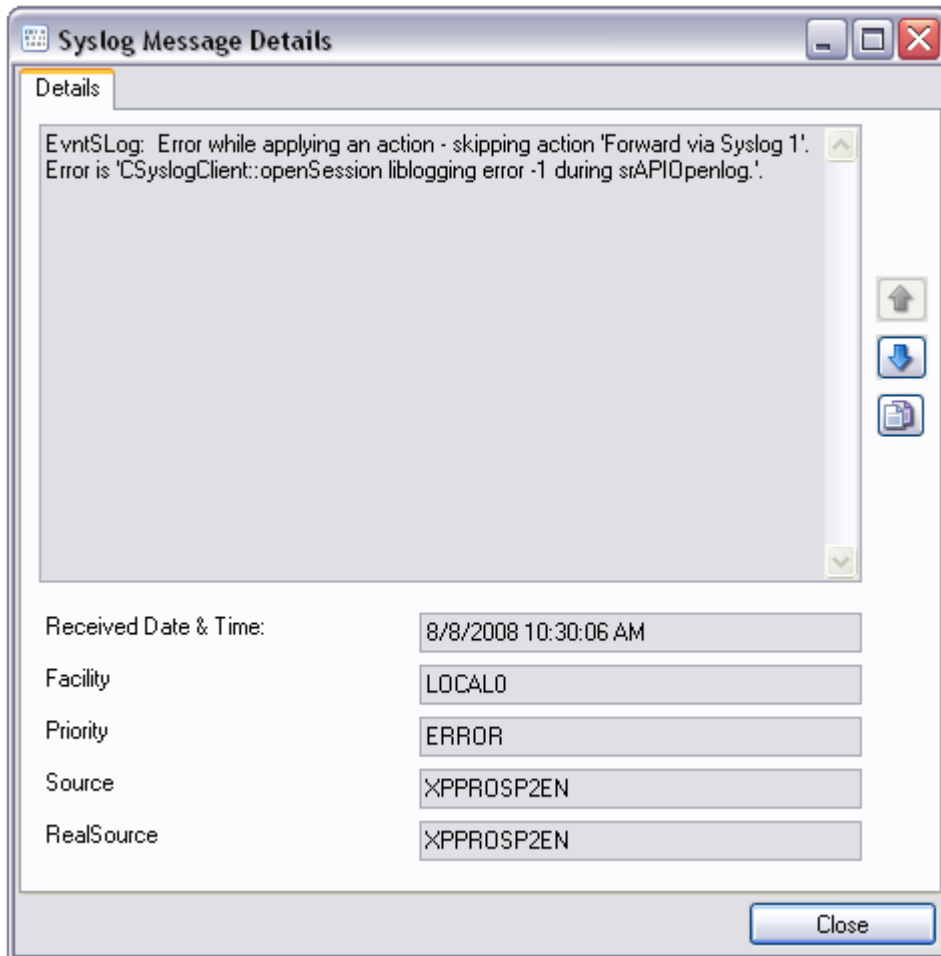 Syslog Message Details
Details
EvntSLog:  Error while applying an action - skipping action 'Forward via Syslog 1'.
Error is 'CSyslogClient::openSession liblogging error -1 during srAPIOpenlog.'.
Received Date & Time:
8/8/2008 10:30:06 AM
Facility
LOCAL0
Priority
ERROR
Source
XPPROSP2EN
RealSource
XPPROSP2EN
Close